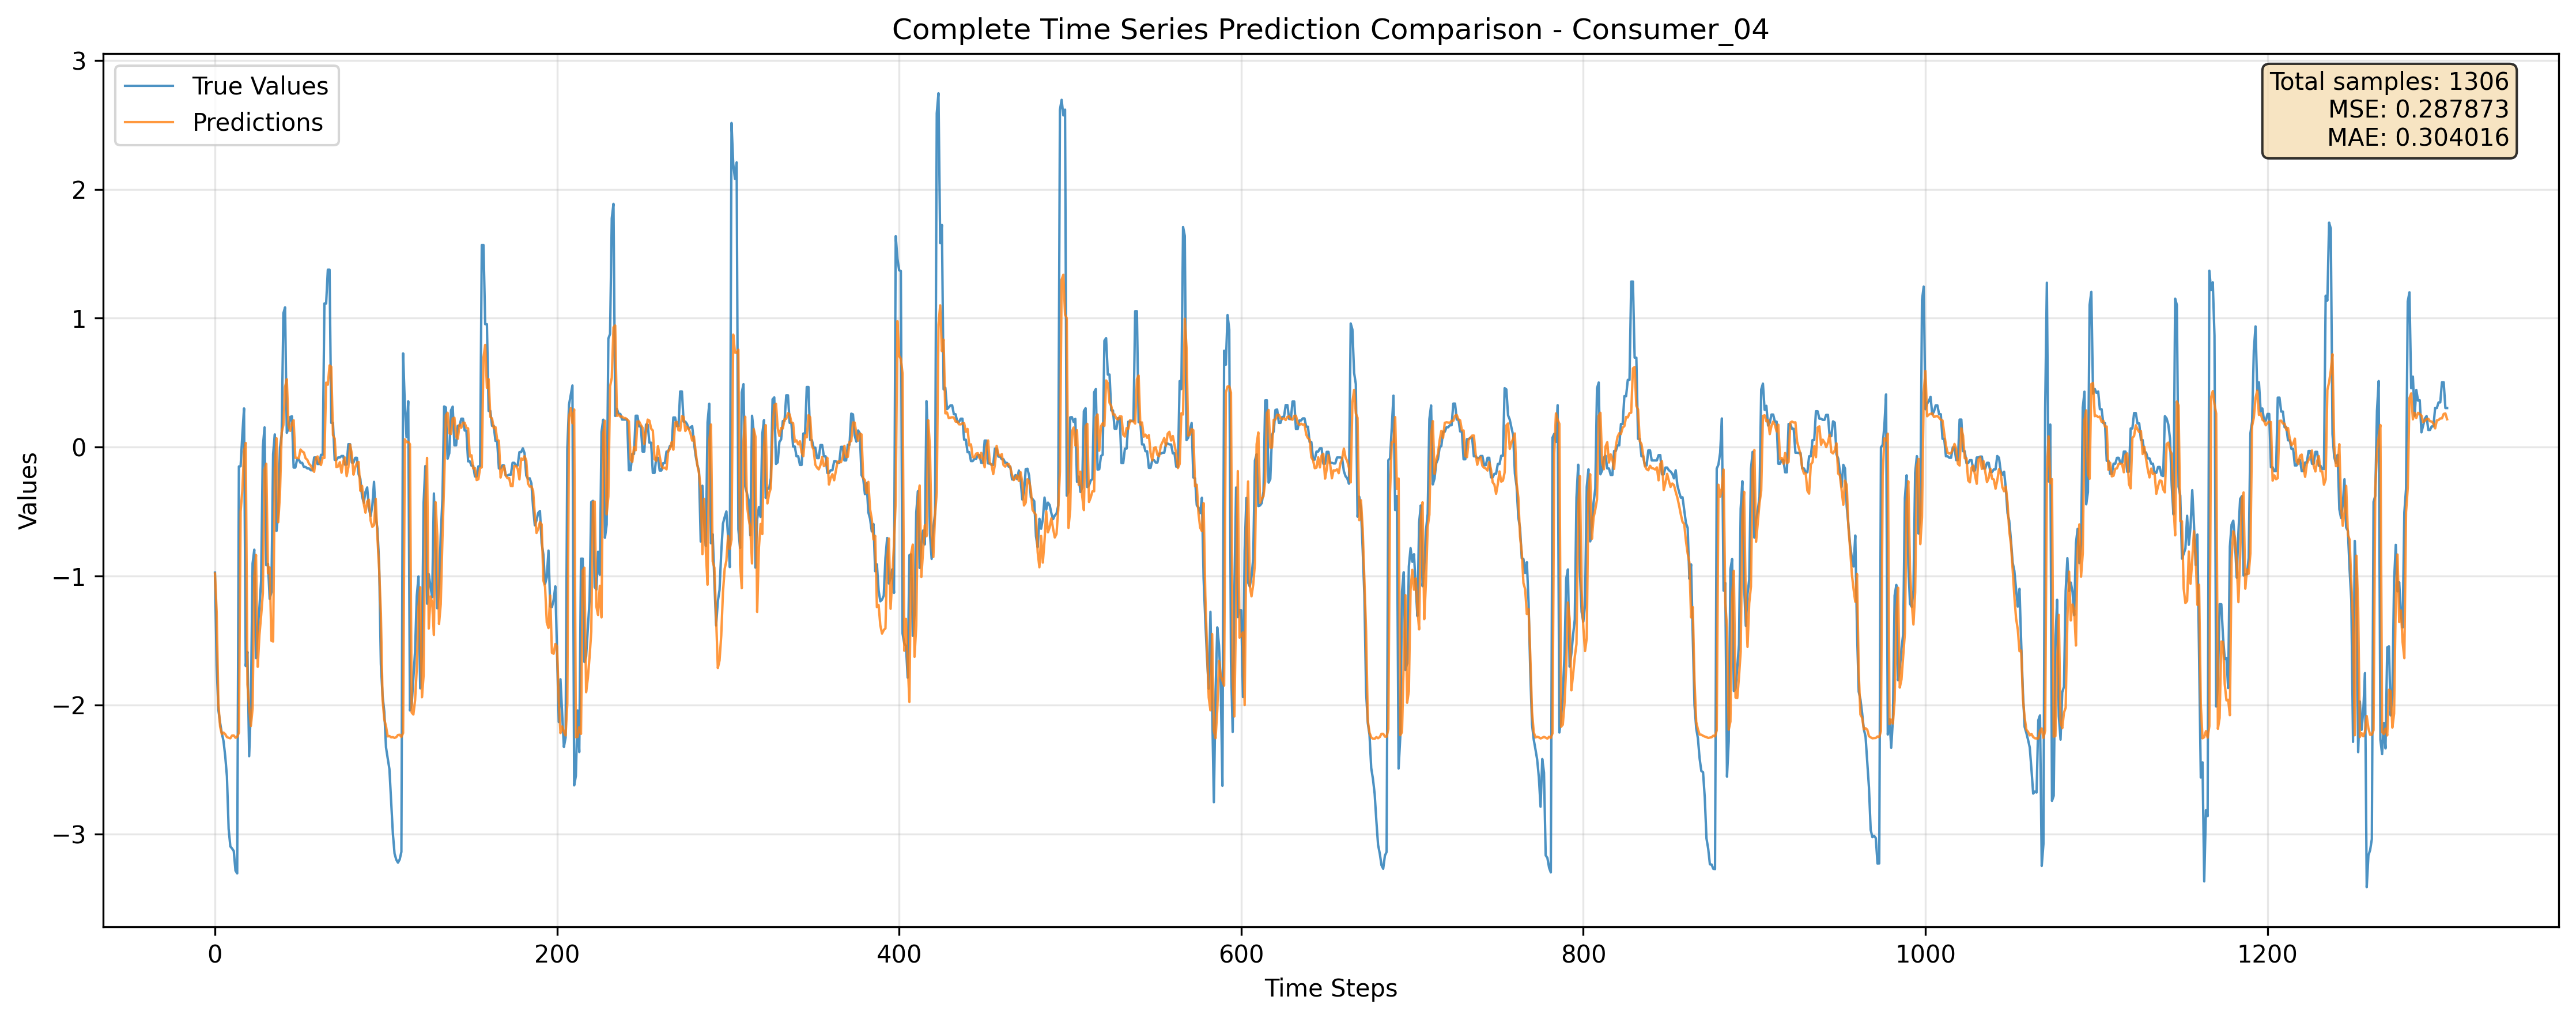 Complete Time Series Prediction Comparison - Consumer_04
True Values
Predictions
Total samples: 1306
MSE: 0.287873
MAE: 0.304016
Values
3
2
1
0
−1
−2
−3
0
200
400
600
800
1000
1200
Time Steps